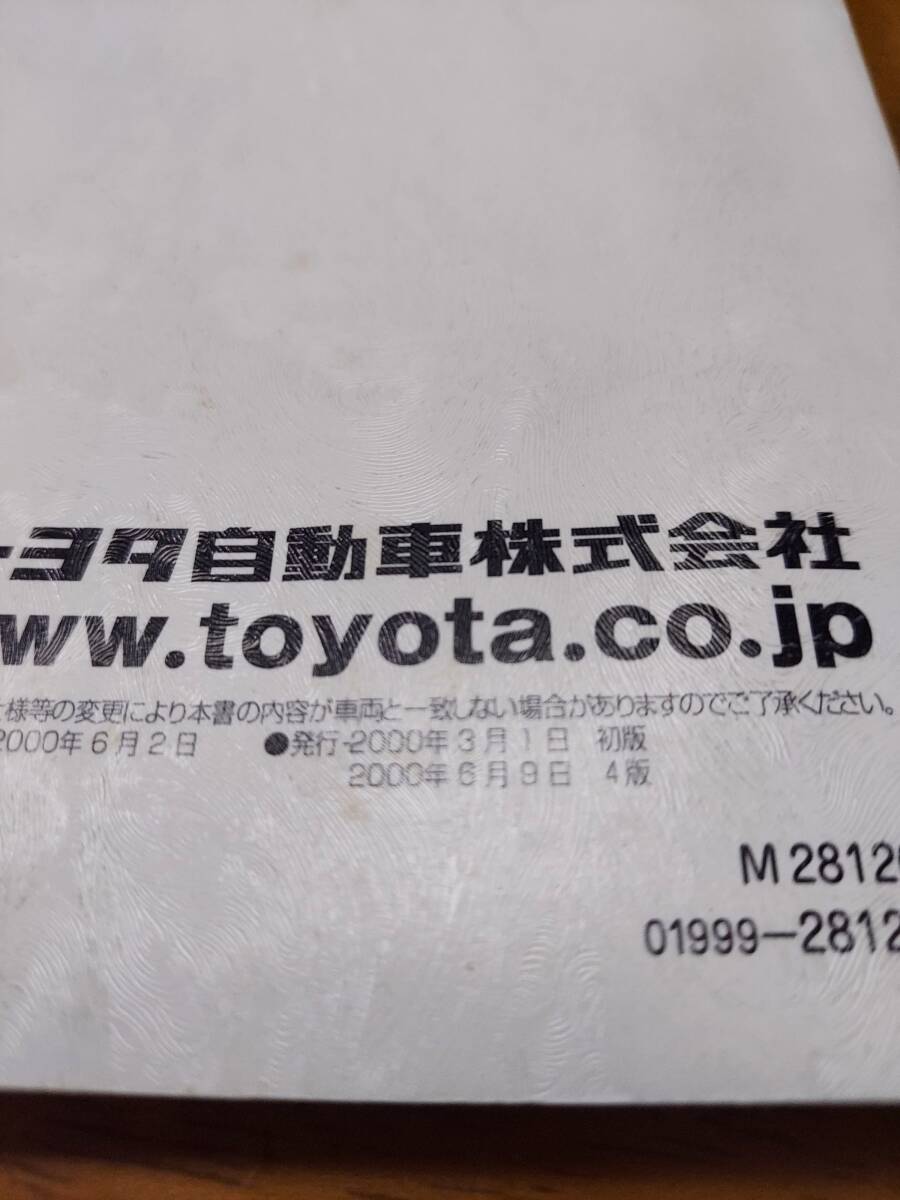 ーヨタ自動車株式会社
ww.toyota.co.jp
様等の変更により本書の内容が車両と一致しない場合がありますのでご了承ください。
2000年6月2日 ●発行-2000年3月1日 初版
2000年6月9日 4版
M2812
01999-2812